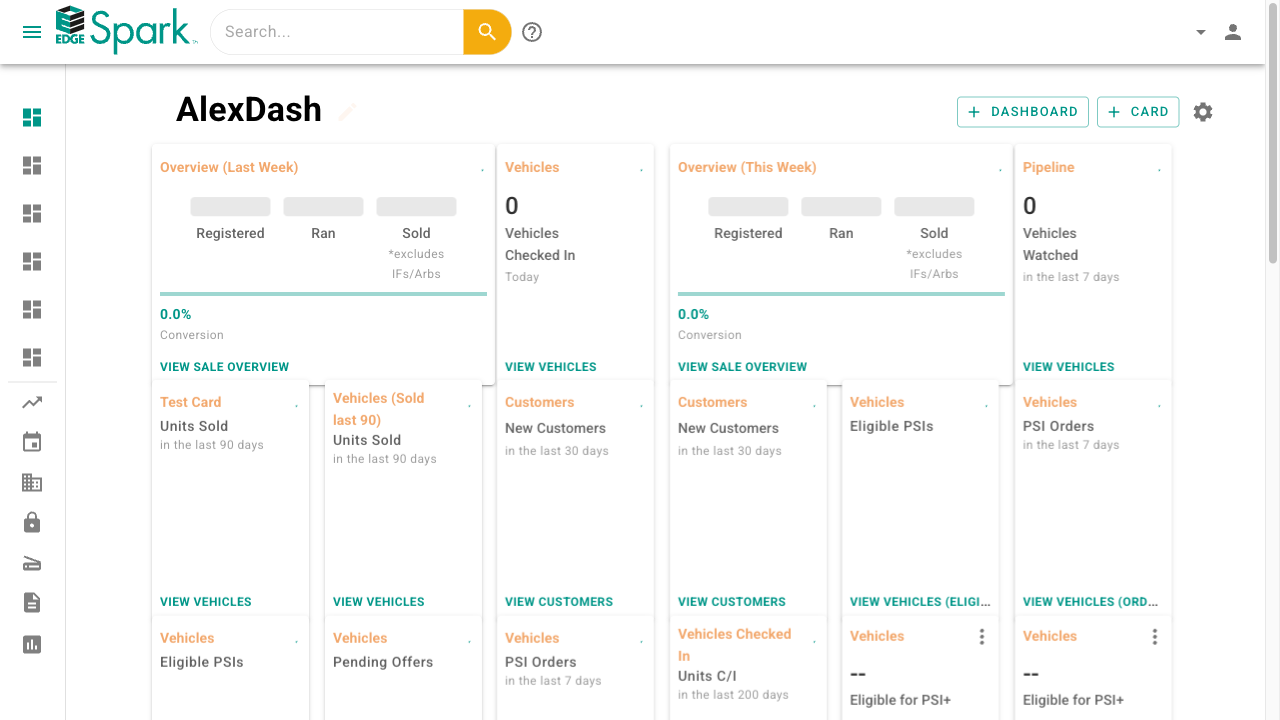 EDGE
Spark
Search...
AlexDash
DASHBOARD
CARD
Overview (Last Week)
Registered
Ran
Sold
*excludes
IFs/Arbs
0.0%
Conversion
VIEW SALE OVERVIEW
Vehicles
0
Vehicles
Checked In
Today
VIEW VEHICLES
Overview (This Week)
Registered
Ran
Sold
*excludes
IFs/Arbs
0.0%
Conversion
VIEW SALE OVERVIEW
Pipeline
0
Vehicles
Watched
in the last 7 days
VIEW VEHICLES
Test Card
Units Sold
in the last 90 days
VIEW VEHICLES
Vehicles (Sold
last 90)
Units Sold
in the last 90 days
VIEW VEHICLES
Customers
New Customers
in the last 30 days
VIEW CUSTOMERS
Customers
New Customers
in the last 30 days
VIEW CUSTOMERS
Vehicles
Eligible PSIs
VIEW VEHICLES (ELIGI...
Vehicles
PSI Orders
in the last 7 days
VIEW VEHICLES (ORD...
Vehicles
Eligible PSIs
Vehicles
Pending Offers
Vehicles
PSI Orders
in the last 7 days
Vehicles Checked
In
Units C/I
in the last 200 days
Vehicles
--
Eligible for PSI+
Vehicles
--
Eligible for PSI+